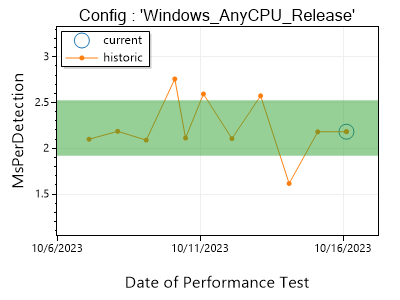 Config : 'Windows_AnyCPU_Release'
current
historic
3
2.5
2
1.5
MsPerDetection
10/6/2023
10/11/2023
10/16/2023
Date of Performance Test